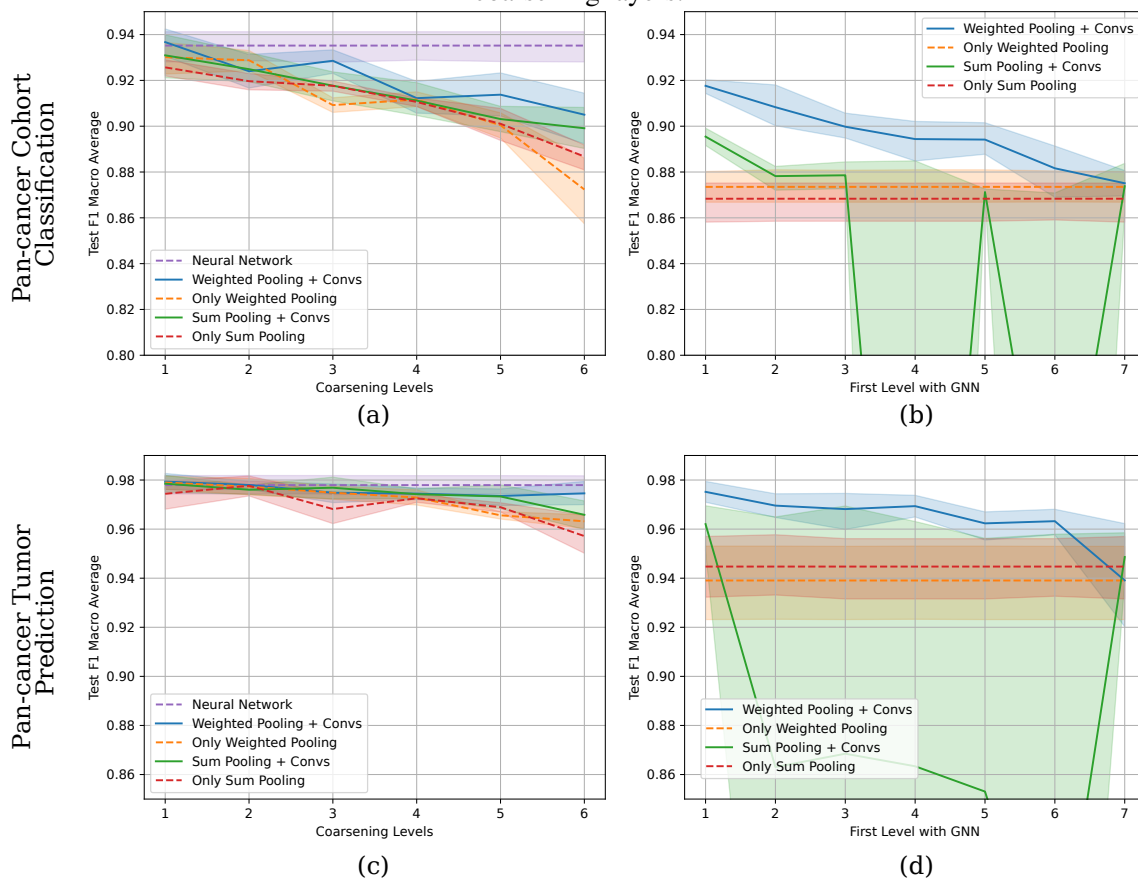 Pan-cancer Cohort
Classification
Test F1 Macro Average
0.94
0.92
0.90
0.88
0.86
0.84
0.82
0.80
Neural Network
Weighted Pooling + Convs
Only Weighted Pooling
Sum Pooling + Convs
Only Sum Pooling
1 2 3 4 5 6
Coarsening Levels
(a)
Test F1 Macro Average
0.94
0.92
0.90
0.88
0.86
0.84
0.82
0.80
Weighted Pooling + Convs
Only Weighted Pooling
Sum Pooling + Convs
Only Sum Pooling
1 2 3 4 5 6 7
First Level with GNN
(b)
Pan-cancer Tumor
Prediction
Test F1 Macro Average
0.98
0.96
0.94
0.92
0.90
0.88
0.86
Neural Network
Weighted Pooling + Convs
Only Weighted Pooling
Sum Pooling + Convs
Only Sum Pooling
1 2 3 4 5 6
Coarsening Levels
(c)
Test F1 Macro Average
0.98
0.96
0.94
0.92
0.90
0.88
0.86
Weighted Pooling + Convs
Only Weighted Pooling
Sum Pooling + Convs
Only Sum Pooling
1 2 3 4 5 6 7
First Level with GNN
(d)